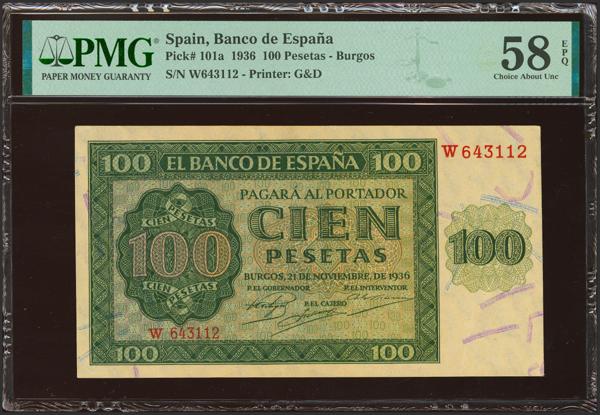 PMG
PAPER MONEY GUARANTY
Spain, Banco de España
Pick# 101a 1936 100 Pesetas - Burgos
S/N W643112 - Printer: G&D
58 EPQ
Choice About Unc
100 100
EL BANCO DE ESPAÑA
W 643112
PAGARÁ AL PORTADOR
CIEN PESETAS
100
CIEN PESETAS
CIEN
PESETAS
100
BURGOS, 21 DE NOVIEMBRE, DE 1936
P.EL GOBERNADOR P.EL INTERVENTOR
P.EL CAJERO
W 643112
100 100